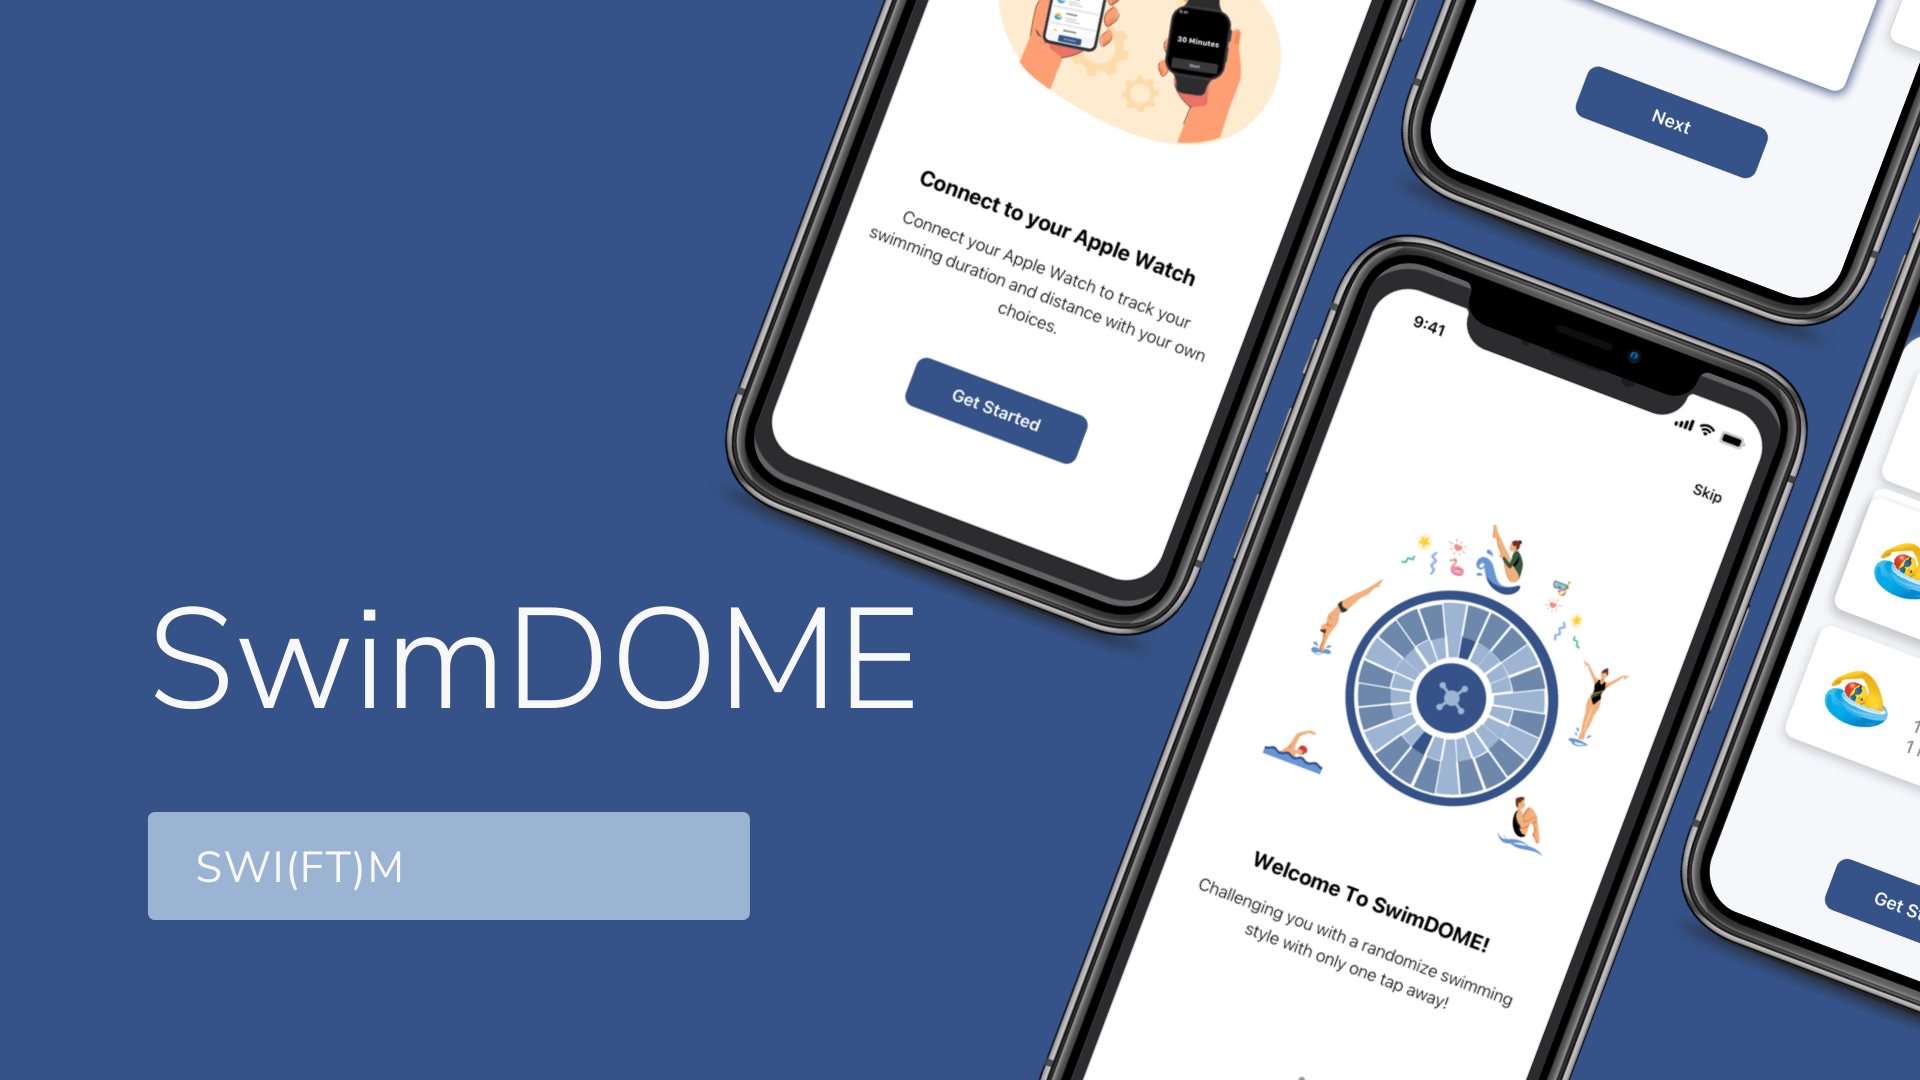 SwimDOME
SWI(FT)M
30 Minutes
Start
Connect to your Apple Watch
Connect your Apple Watch to track your
swimming duration and distance with your own
choices.
Get Started
Next
9:41
Skip
Welcome To SwimDOME!
Challenging you with a randomize swimming
style with only one tap away!